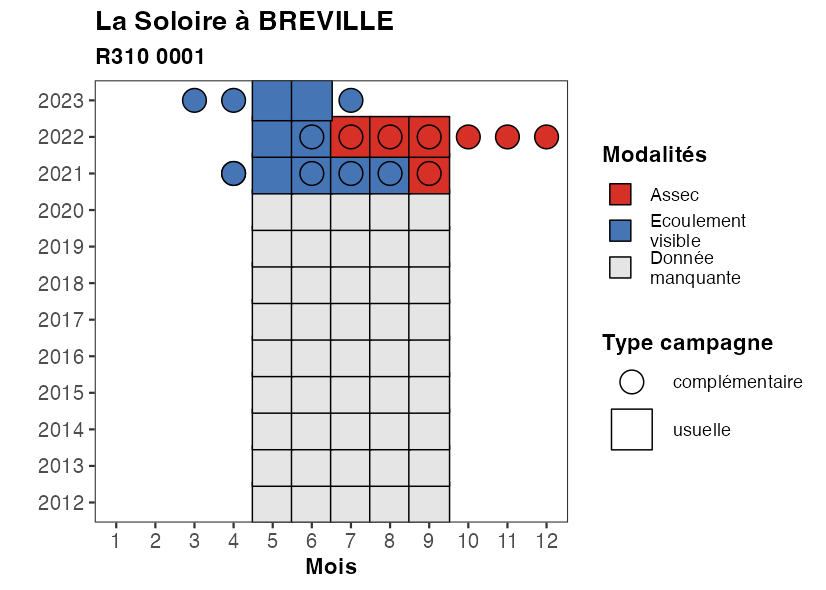 La Soloire à BREVILLE
R310 0001
2023
2022
2021
2020
2019
2018
2017
2016
2015
2014
2013
2012
1 2 3 4 5 6 7 8 9 10 11 12
Mois
Modalités
Assec
Ecoulement
visible
Donnée
manquante
Type campagne
complémentaire
usuelle